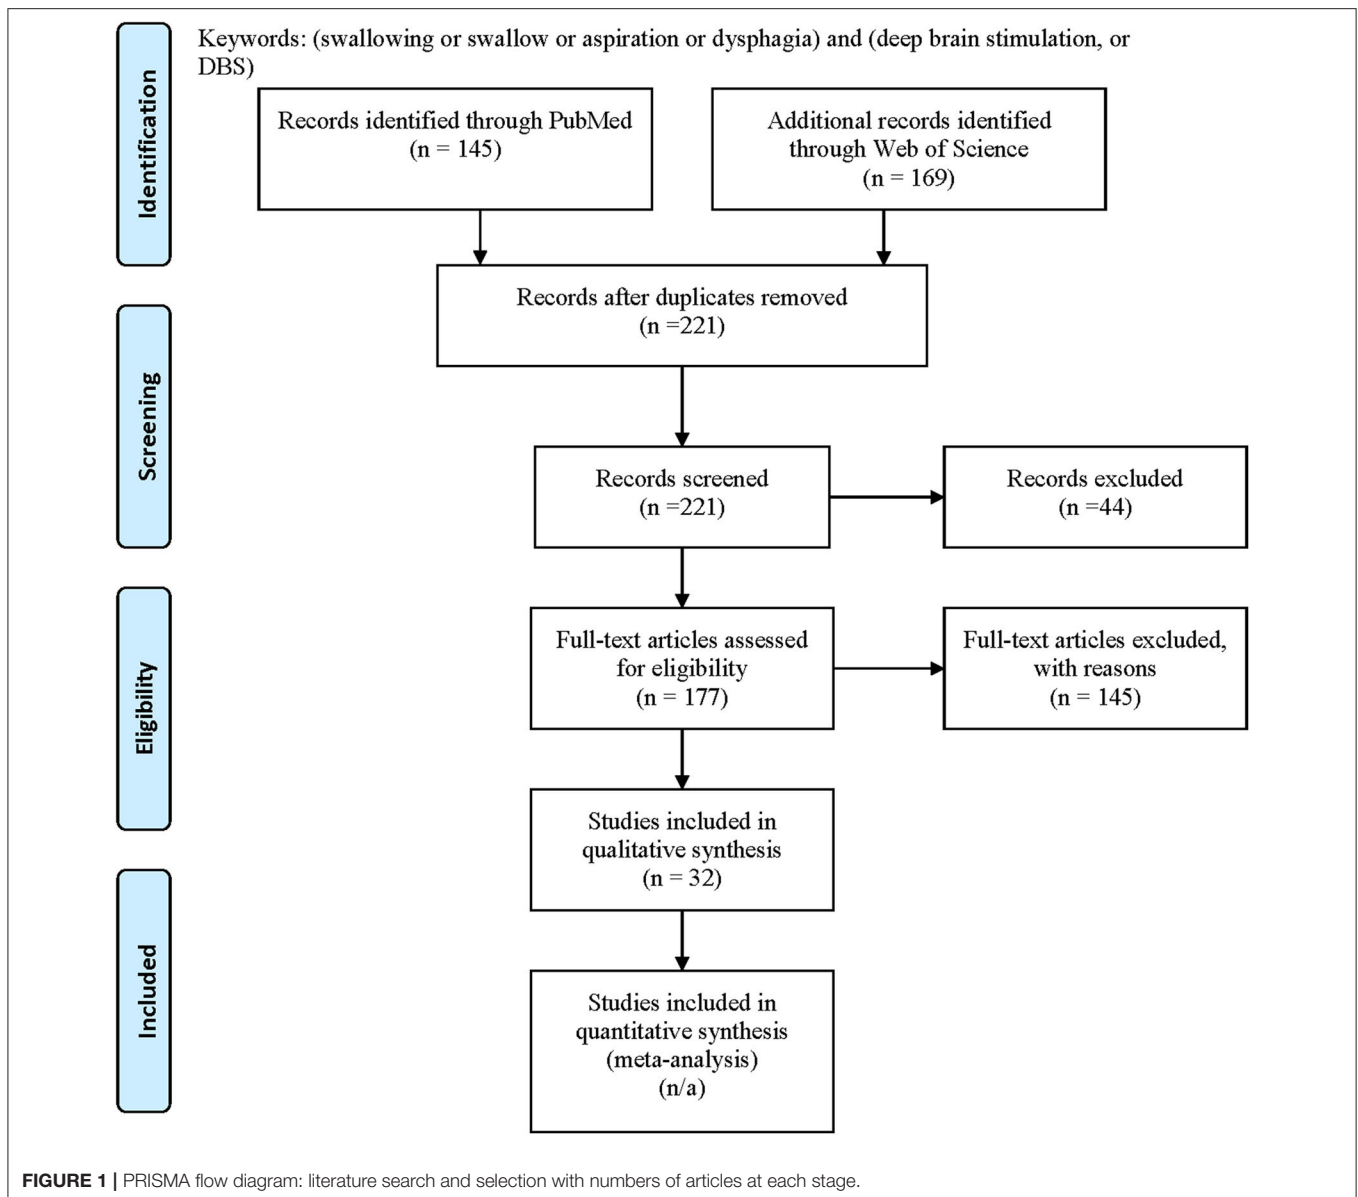 Keywords: (swallowing or swallow or aspiration or dysphagia) and (deep brain stimulation, or
DBS)
Identification
Records identified through PubMed
(n = 145)
Additional records identified
through Web of Science
(n = 169)
Records after duplicates removed
(n =221)
Screening
Records screened
(n =221)
Records excluded
(n =44)
Eligibility
Full-text articles assessed
for eligibility
(n = 177)
Full-text articles excluded,
with reasons
(n = 145)
Studies included in
qualitative synthesis
(n = 32)
Included
Studies included in
quantitative synthesis
(meta-analysis)
(n/a)
FIGURE 1 | PRISMA flow diagram: literature search and selection with numbers of articles at each stage.